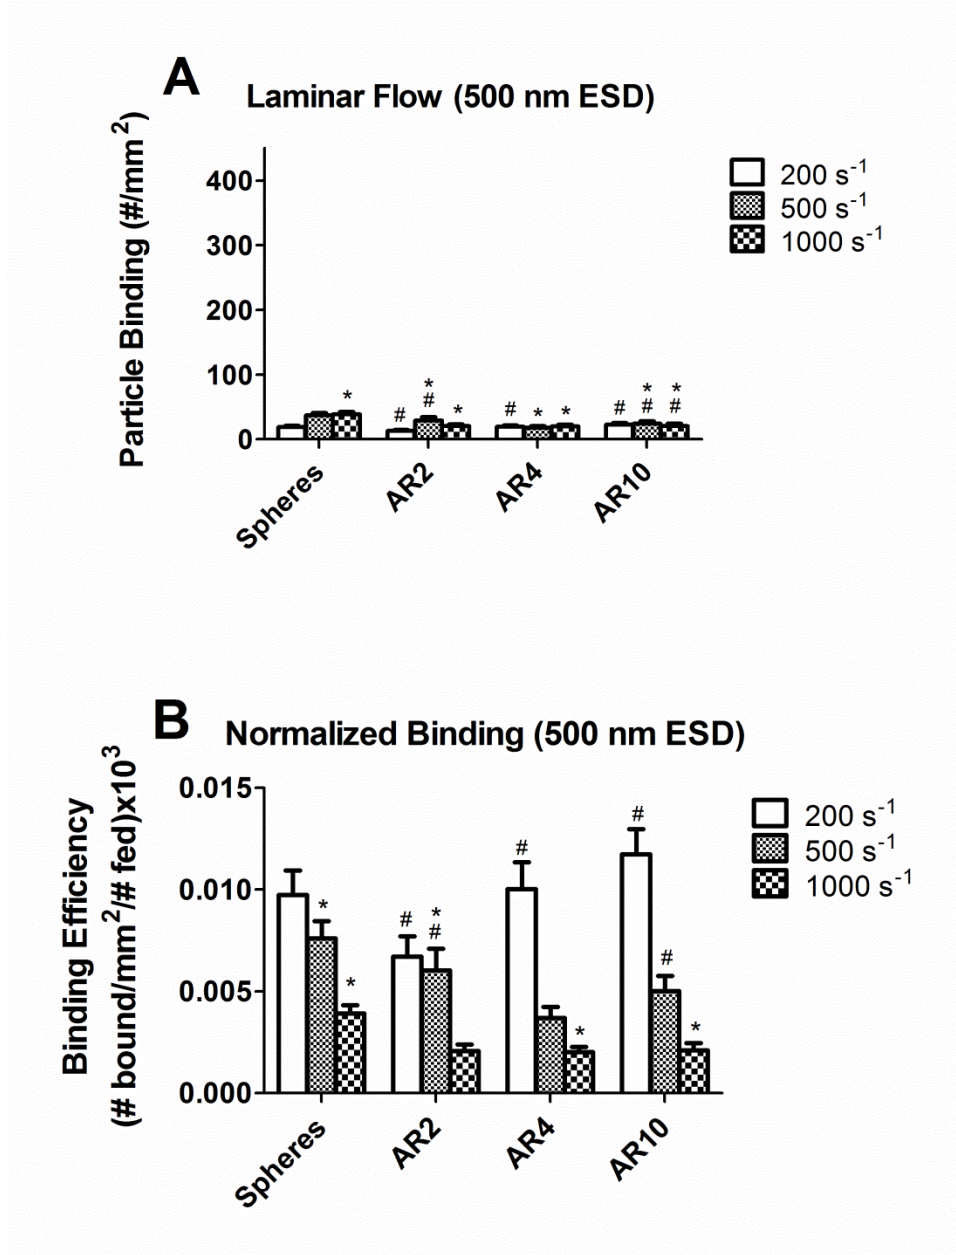 A
Laminar Flow (500 nm ESD)
Particle Binding (#/mm²)
400
300
200
100
0
* 
# 
* # 
* 
# 
* 
* 
# 
* # 
* #
Spheres
AR2
AR4
AR10
200 s⁻¹
500 s⁻¹
1000 s⁻¹
B
Normalized Binding (500 nm ESD)
Binding Efficiency
(# bound/mm²/# fed)x10³
0.015
0.010
0.005
0.000
* 
* 
# 
* # 
# 
* 
# 
# 
*
Spheres
AR2
AR4
AR10
200 s⁻¹
500 s⁻¹
1000 s⁻¹